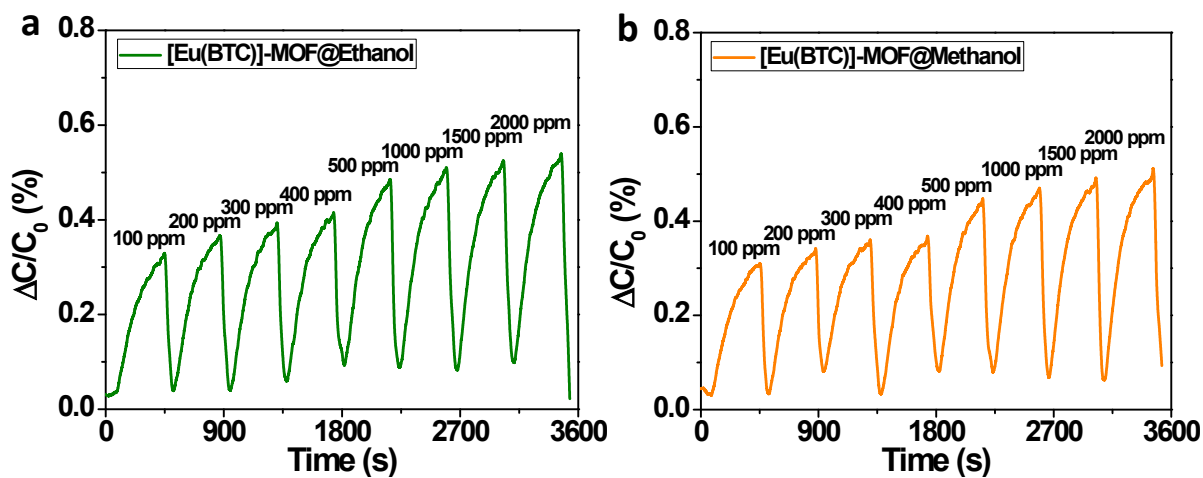 a
[Eu(BTC)]-MOF@Ethanol
100 ppm
200 ppm
300 ppm
400 ppm
500 ppm
1000 ppm
1500 ppm
2000 ppm
0.8
0.6
0.4
0.2
0.0
ΔC/C₀ (%)
0 900 1800 2700 3600
Time (s)
b
[Eu(BTC)]-MOF@Methanol
100 ppm
200 ppm
300 ppm
400 ppm
500 ppm
1000 ppm
1500 ppm
2000 ppm
0.8
0.6
0.4
0.2
0.0
ΔC/C₀ (%)
0 900 1800 2700 3600
Time (s)